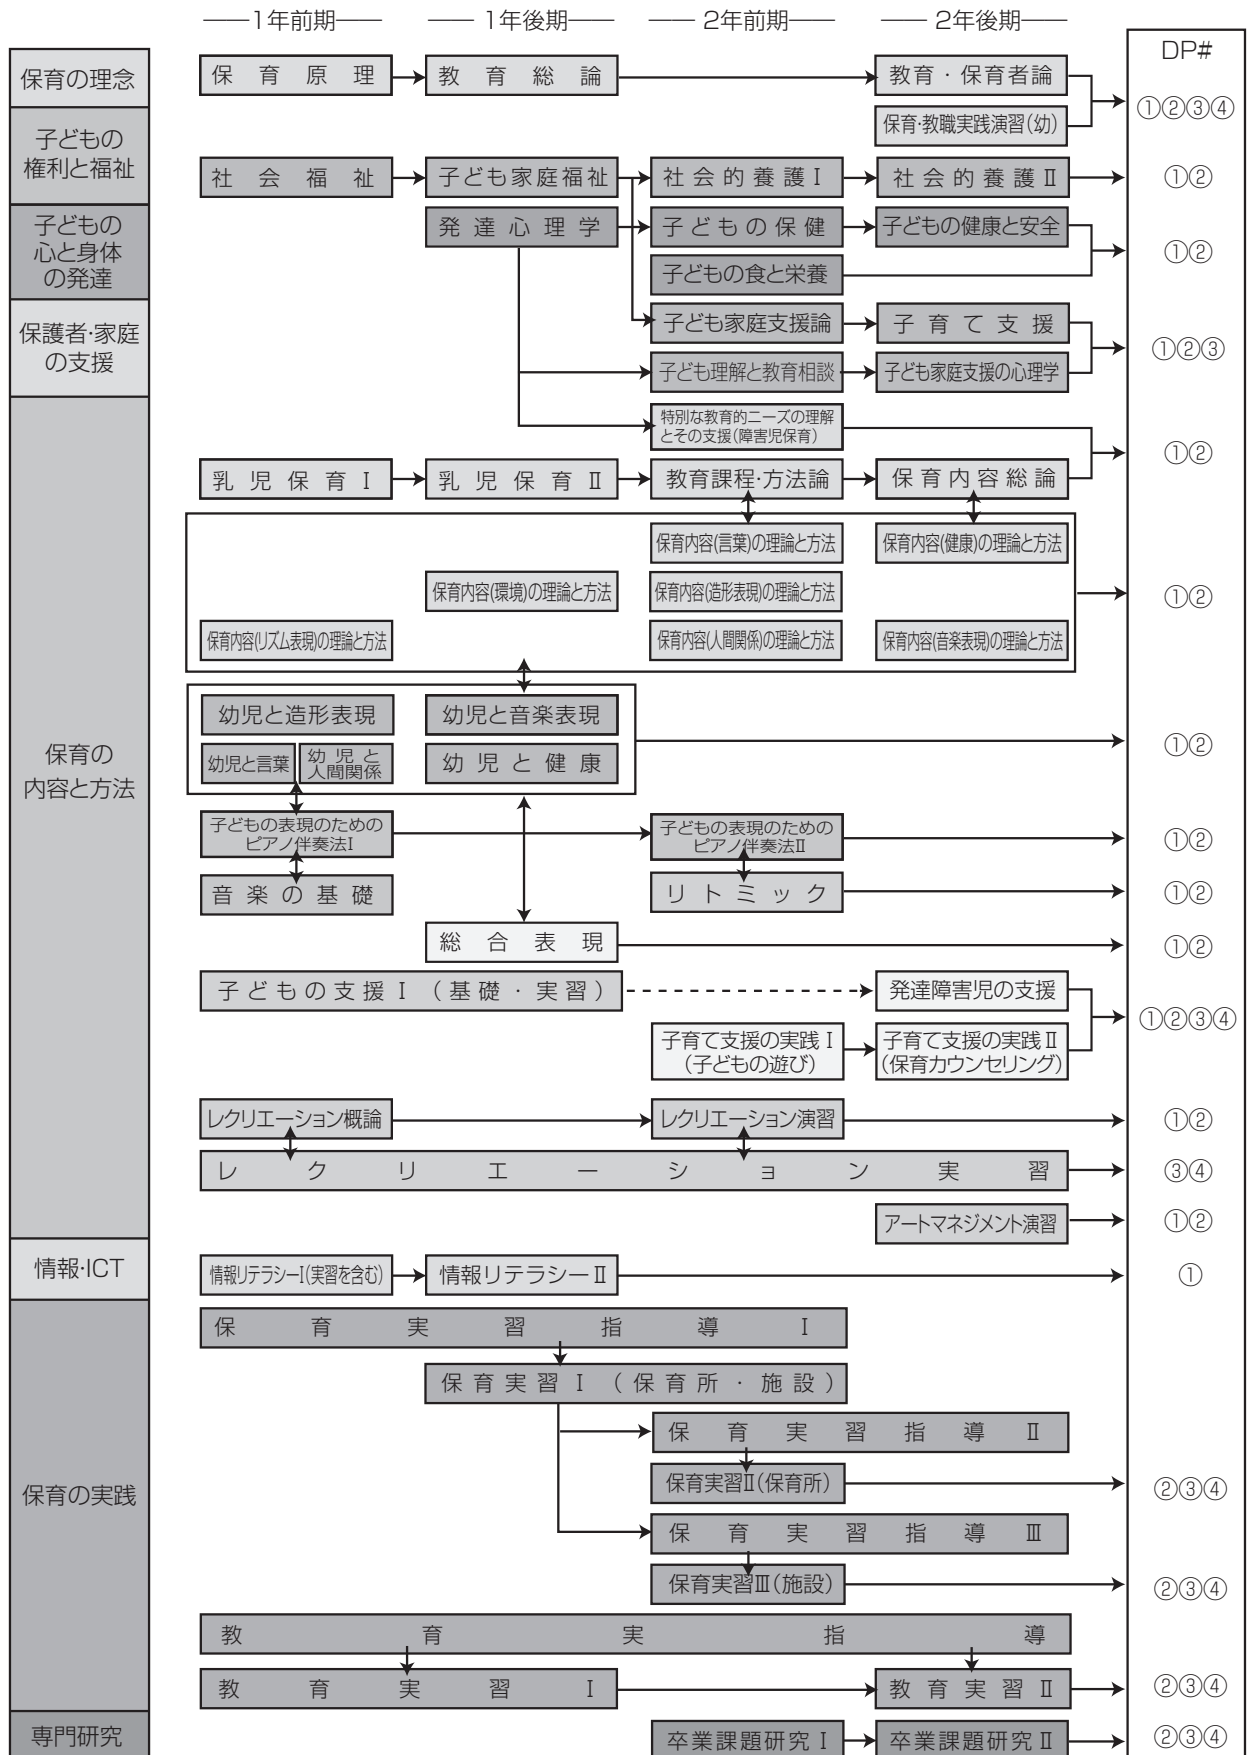 1年前期 1年後期 2年前期 2年後期
DP#
保育の理念
保育原理 教育総論 教育・保育者論
保育・教職実践演習(幼)
①②③④
子どもの
権利と福祉
社会福祉 子ども家庭福祉 社会的養護Ⅰ 社会的養護Ⅱ ①②
子どもの
心と身体
の発達
発達心理学 子どもの保健 子どもの健康と安全
子どもの食と栄養
①②
保護者・家庭
の支援
子ども家庭支援論 子育て支援
子ども理解と教育相談 子ども家庭支援の心理学
①②③
保育の
内容と方法
特別な教育的ニーズの理解
とその支援(障害児保育)
乳児保育Ⅰ 乳児保育Ⅱ 教育課程・方法論 保育内容総論
①②
保育内容(言葉)の理論と方法 保育内容(健康)の理論と方法
保育内容(環境)の理論と方法 保育内容(造形表現)の理論と方法
保育内容(リズム表現)の理論と方法 保育内容(人間関係)の理論と方法 保育内容(音楽表現)の理論と方法
①②
幼児と造形表現 幼児と音楽表現
幼児と言葉
幼児と
人間関係
幼児と健康
①②
子どもの表現のための
ピアノ伴奏法Ⅰ
子どもの表現のための
ピアノ伴奏法Ⅱ
①②
音楽の基礎 リトミック ①②
総合表現 ①②
子どもの支援Ⅰ(基礎・実習) 発達障害児の支援
子育て支援の実践Ⅰ
(子どもの遊び)
子育て支援の実践Ⅱ
(保育カウンセリング)
①②③④
レクリエーション概論 レクリエーション演習 ①②
レクリエーション実習 ③④
アートマネジメント演習 ①②
情報・ICT
情報リテラシーⅠ(実習を含む) 情報リテラシーⅡ ①
保育の実践
保育実習指導Ⅰ
保育実習Ⅰ(保育所・施設)
保育実習指導Ⅱ
保育実習Ⅱ(保育所) ②③④
保育実習指導Ⅲ
保育実習Ⅲ(施設) ②③④
教育実指導
教育実習Ⅰ 教育実習Ⅱ ②③④
専門研究
卒業課題研究Ⅰ 卒業課題研究Ⅱ ②③④